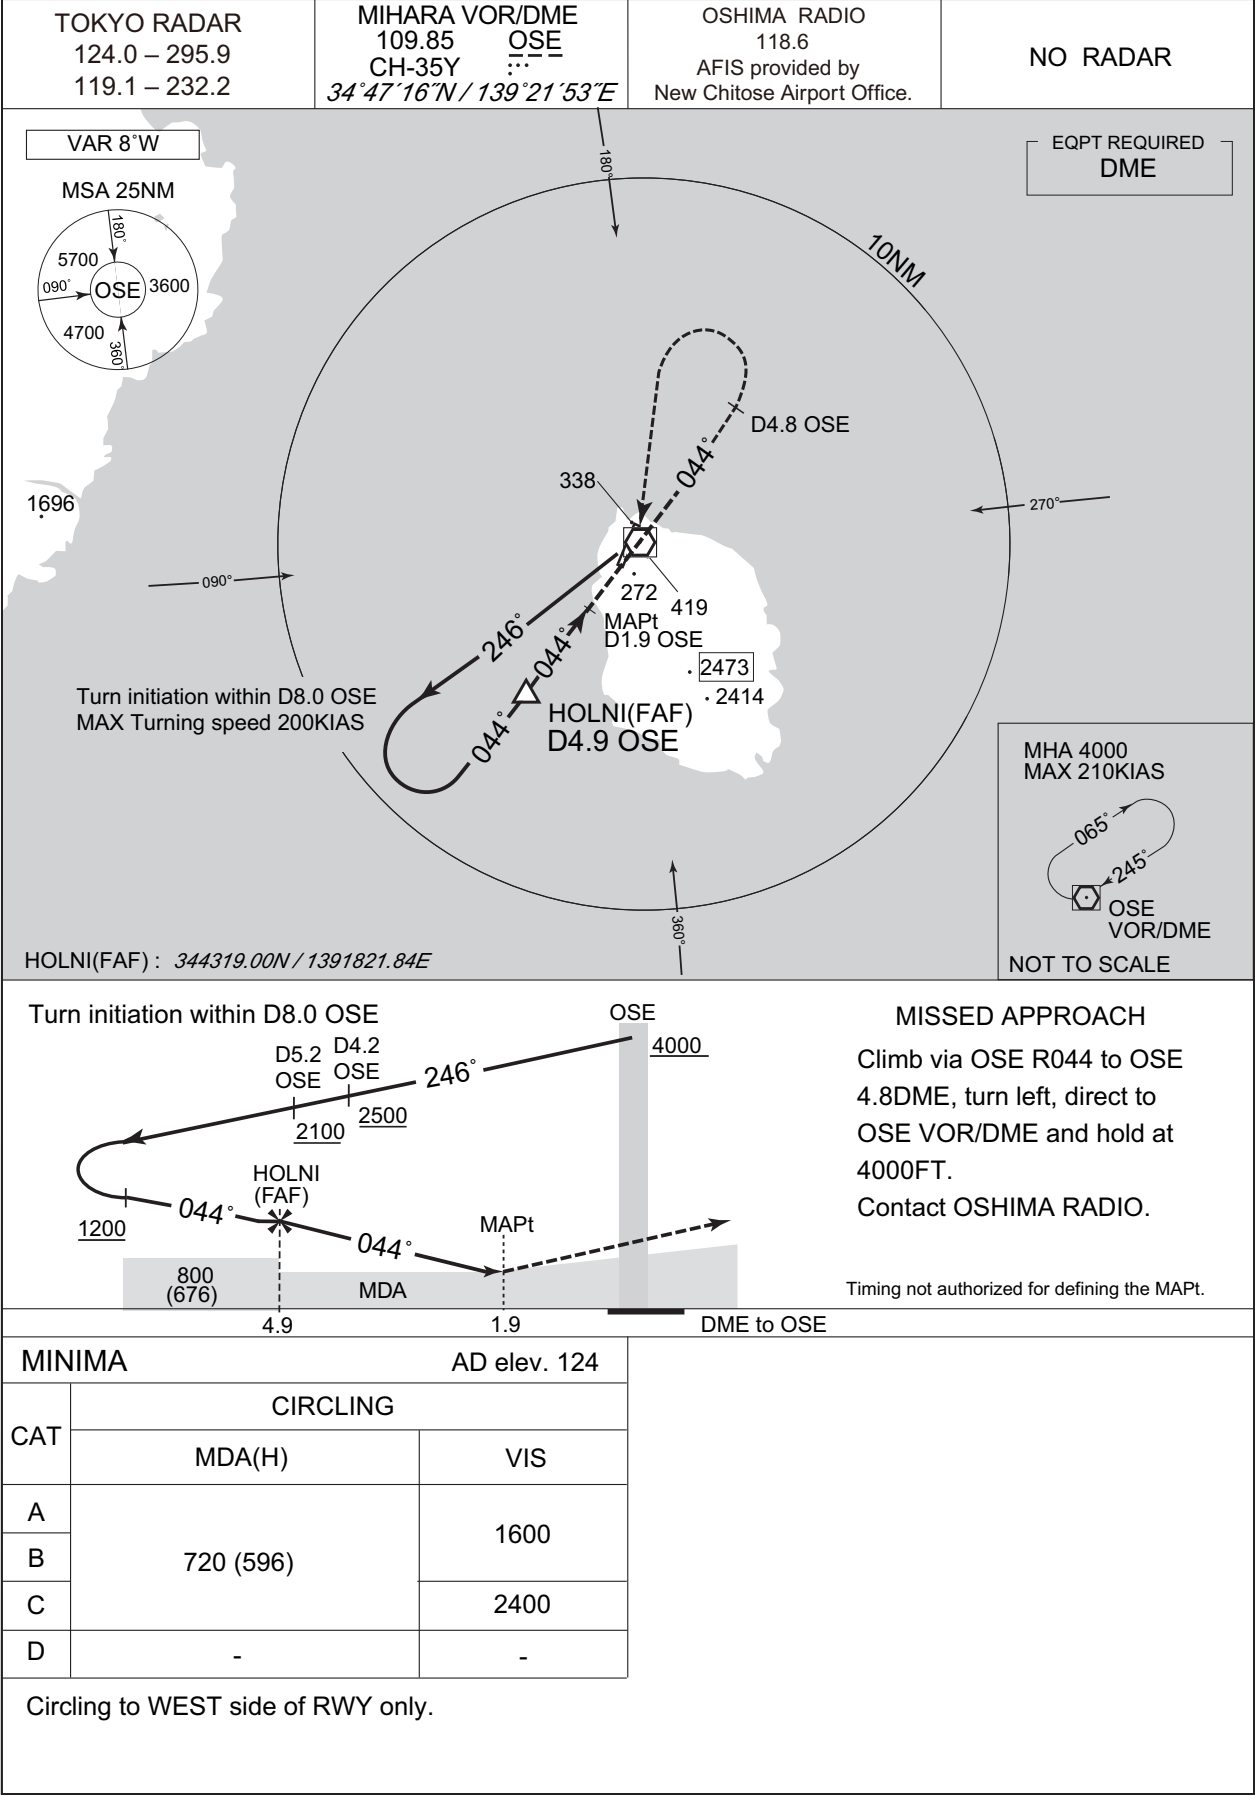 TOKYO RADAR
124.0 – 295.9
119.1 – 232.2
MIHARA VOR/DME
109.85 OSE
CH-35Y
34°47´16˝N / 139°21´53˝E
OSHIMA RADIO
118.6
AFIS provided by
New Chitose Airport Office.
NO RADAR
VAR 8°W
MSA 25NM
180°
5700
090°
OSE
3600
4700
360°
EQPT REQUIRED
DME
180°
10NM
D4.8 OSE
044°
338
1696
270°
090°
272
419
MAPt
D1.9 OSE
246°
044°
2473
2414
Turn initiation within D8.0 OSE
MAX Turning speed 200KIAS
HOLNI(FAF)
D4.9 OSE
044°
MHA 4000
MAX 210KIAS
065°
245°
OSE
VOR/DME
NOT TO SCALE
360°
HOLNI(FAF) : 344319.00N / 1391821.84E
Turn initiation within D8.0 OSE
D5.2
OSE
D4.2
OSE
246°
OSE
4000
2500
2100
HOLNI
(FAF)
1200
044°
044°
MAPt
800
(676)
MDA
4.9
1.9
DME to OSE
MISSED APPROACH
Climb via OSE R044 to OSE
4.8DME, turn left, direct to
OSE VOR/DME and hold at
4000FT.
Contact OSHIMA RADIO.
Timing not authorized for defining the MAPt.
MINIMA AD elev. 124
CAT
CIRCLING
MDA(H) VIS
A
B
C
D
720 (596)
1600
2400
- -
Circling to WEST side of RWY only.